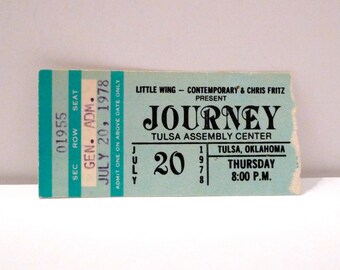 01955
SEC ROW SEAT
GEN. ADM.
JULY 20, 1978
ADMIT ONE ON ABOVE DATE ONLY
LITTLE WING — CONTEMPORARY & CHRIS FRITZ
PRESENT
JOURNEY
TULSA ASSEMBLY CENTER
JULY
20
1978
TULSA, OKLAHOMA
THURSDAY
8:00 P.M.